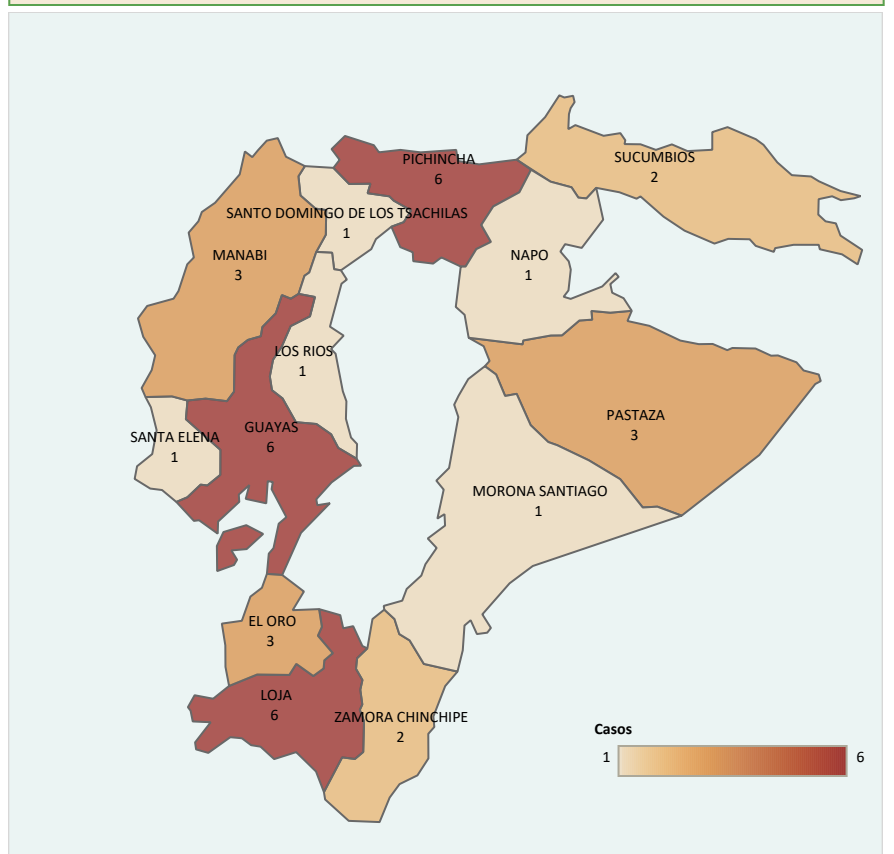 PICHINCHA
6
SUCUMBIOS
2
SANTO DOMINGO DE LOS TSACHILAS
1
MANABI
3
NAPO
1
LOS RIOS
1
PASTAZA
3
SANTA ELENA
1
GUAYAS
6
MORONA SANTIAGO
1
EL ORO
3
LOJA
6
ZAMORA CHINCHIPE
2
Casos
1
6